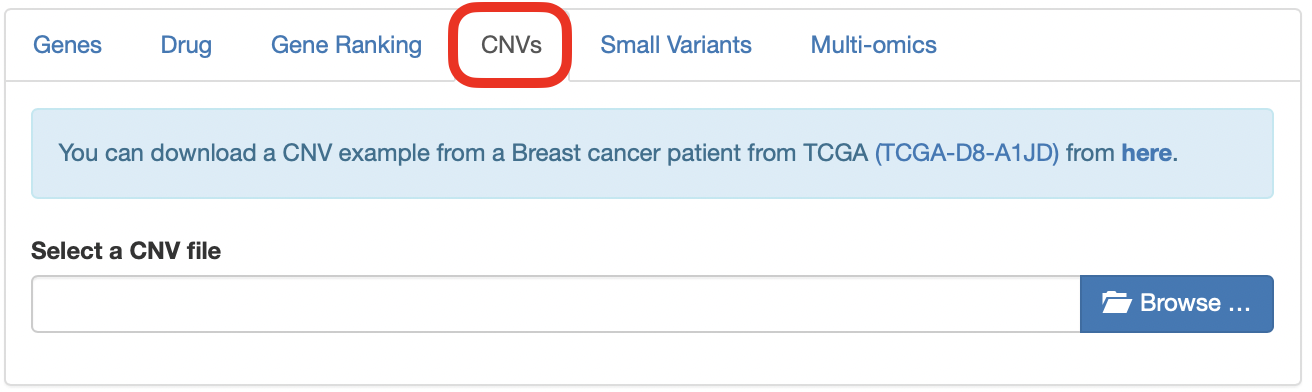 Genes Drug Gene Ranking CNVs Small Variants Multi-omics
You can download a CNV example from a Breast cancer patient from TCGA (TCGA-D8-A1JD) from here.
Select a CNV file
Browse ...